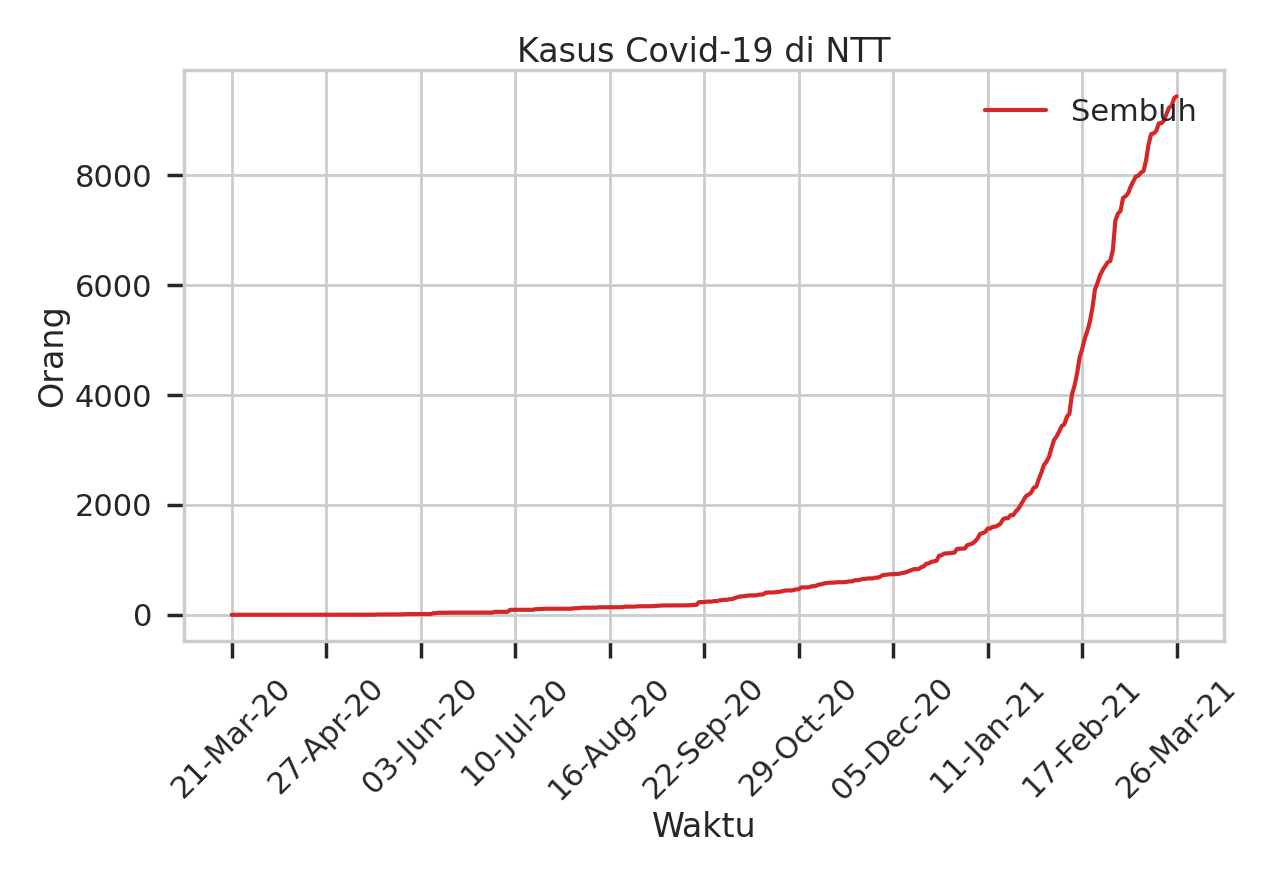 Kasus Covid-19 di NTT
Sembuh
Orang
8000
6000
4000
2000
0
21-Mar-20
27-Apr-20
03-Jun-20
10-Jul-20
16-Aug-20
22-Sep-20
29-Oct-20
05-Dec-20
11-Jan-21
17-Feb-21
26-Mar-21
Waktu